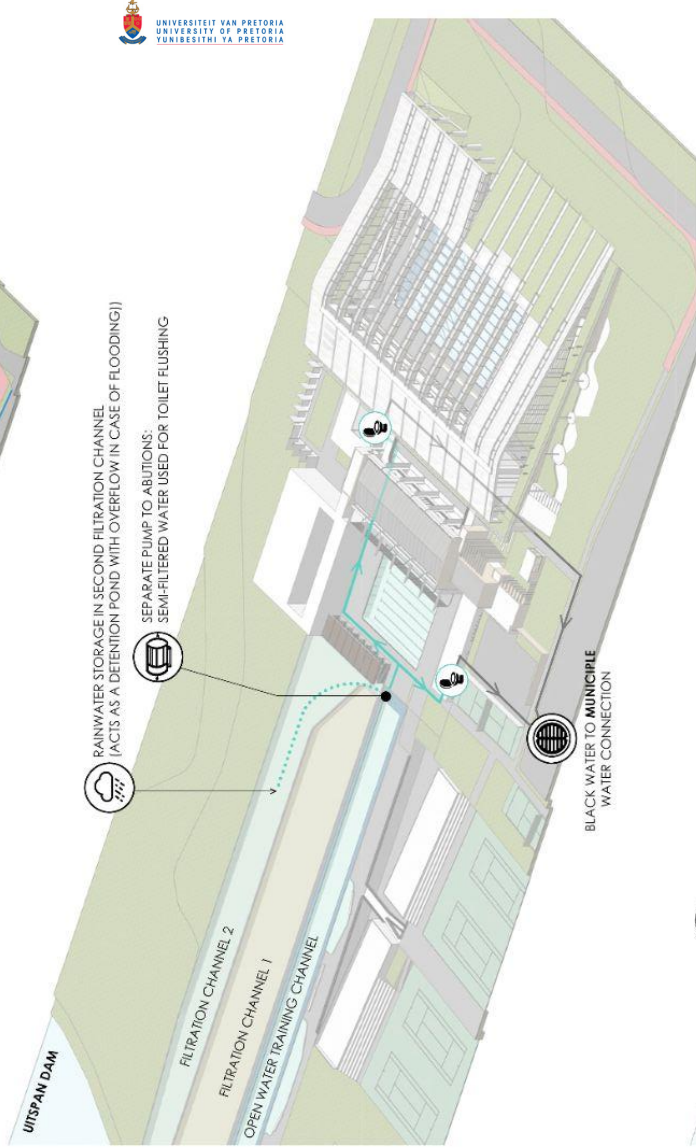 UNIVERSITEIT VAN PRETORIA
UNIVERSITY OF PRETORIA
YUNIBESITHI YA PRETORIA
RAINWATER STORAGE IN SECOND FILTRATION CHANNEL
(ACTS AS A DETENTION POND WITH OVERFLOW IN CASE OF FLOODING))
SEPARATE PUMP TO ABUTIONS:
SEMI-FILTERED WATER USED FOR TOILET FLUSHING
UITSPAN DAM
FILTRATION CHANNEL 2
FILTRATION CHANNEL 1
OPEN WATER TRAINING CHANNEL
BLACK WATER TO MUNICIPLE
WATER CONNECTION